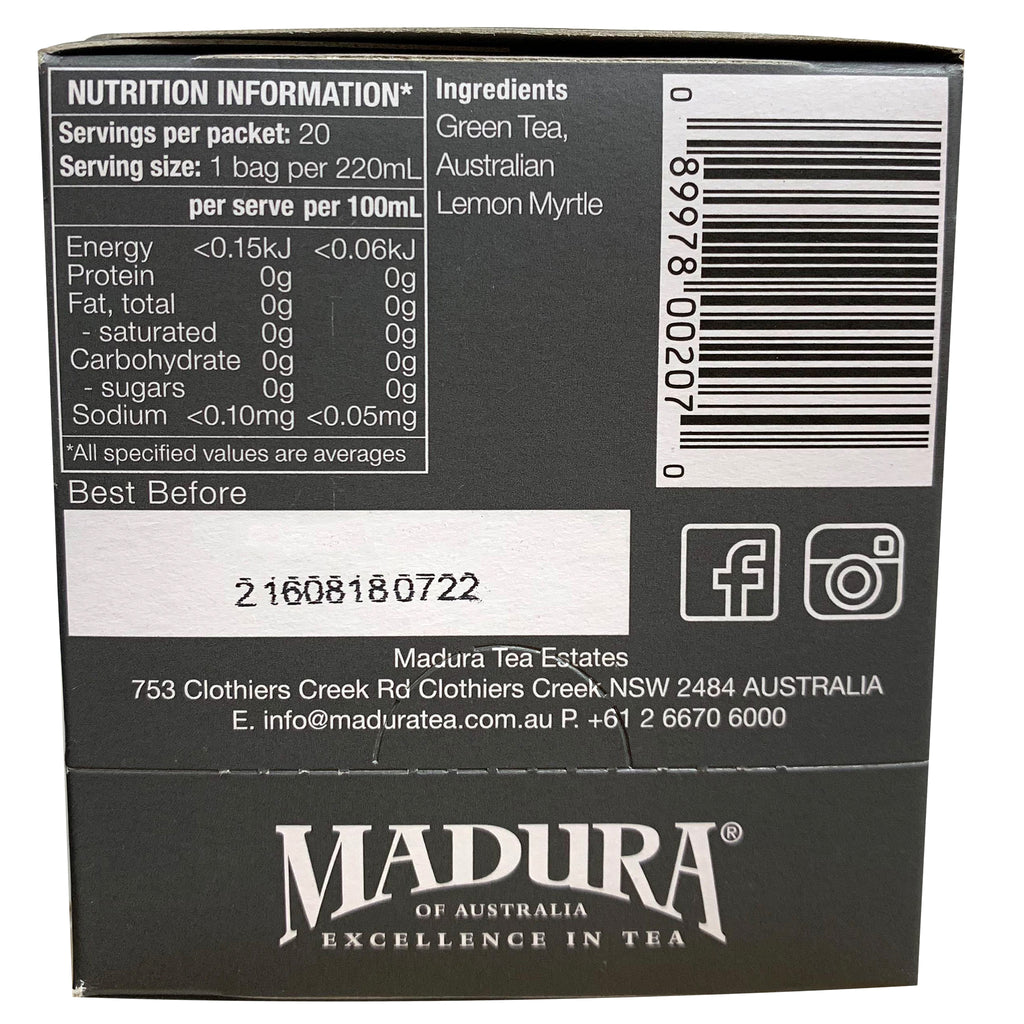 NUTRITION INFORMATION*
Servings per packet: 20
Serving size: 1 bag per 220mL
per serve per 100mL
Energy <0.15kJ <0.06kJ
Protein 0g 0g
Fat, total 0g 0g
- saturated 0g 0g
Carbohydrate 0g 0g
- sugars 0g 0g
Sodium <0.10mg <0.05mg
*All specified values are averages
Ingredients
Green Tea,
Australian
Lemon Myrtle
0 89978 00207 0
Best Before
21608180722
Madura Tea Estates
753 Clothiers Creek Rd Clothiers Creek NSW 2484 AUSTRALIA
E. info@maduratea.com.au P. +61 2 6670 6000
MADURA®
OF AUSTRALIA
EXCELLENCE IN TEA